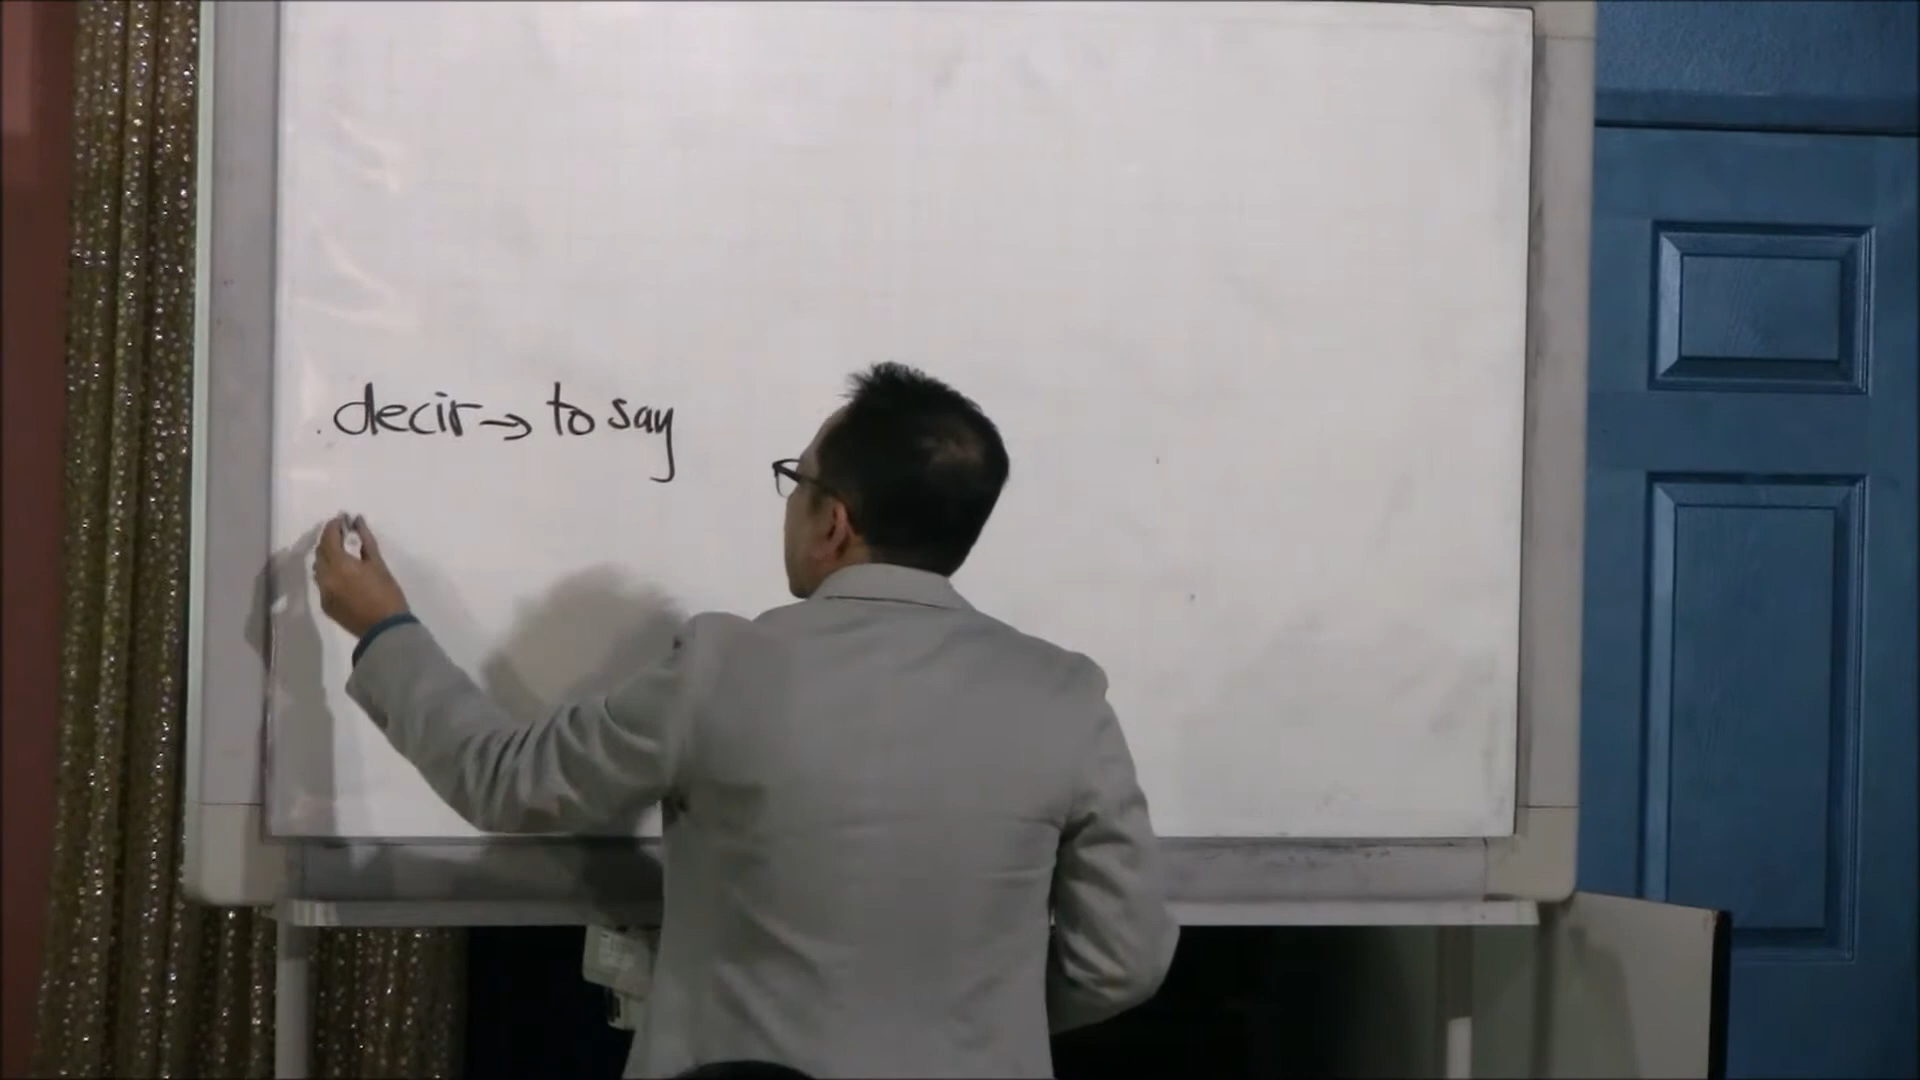 decir → to say